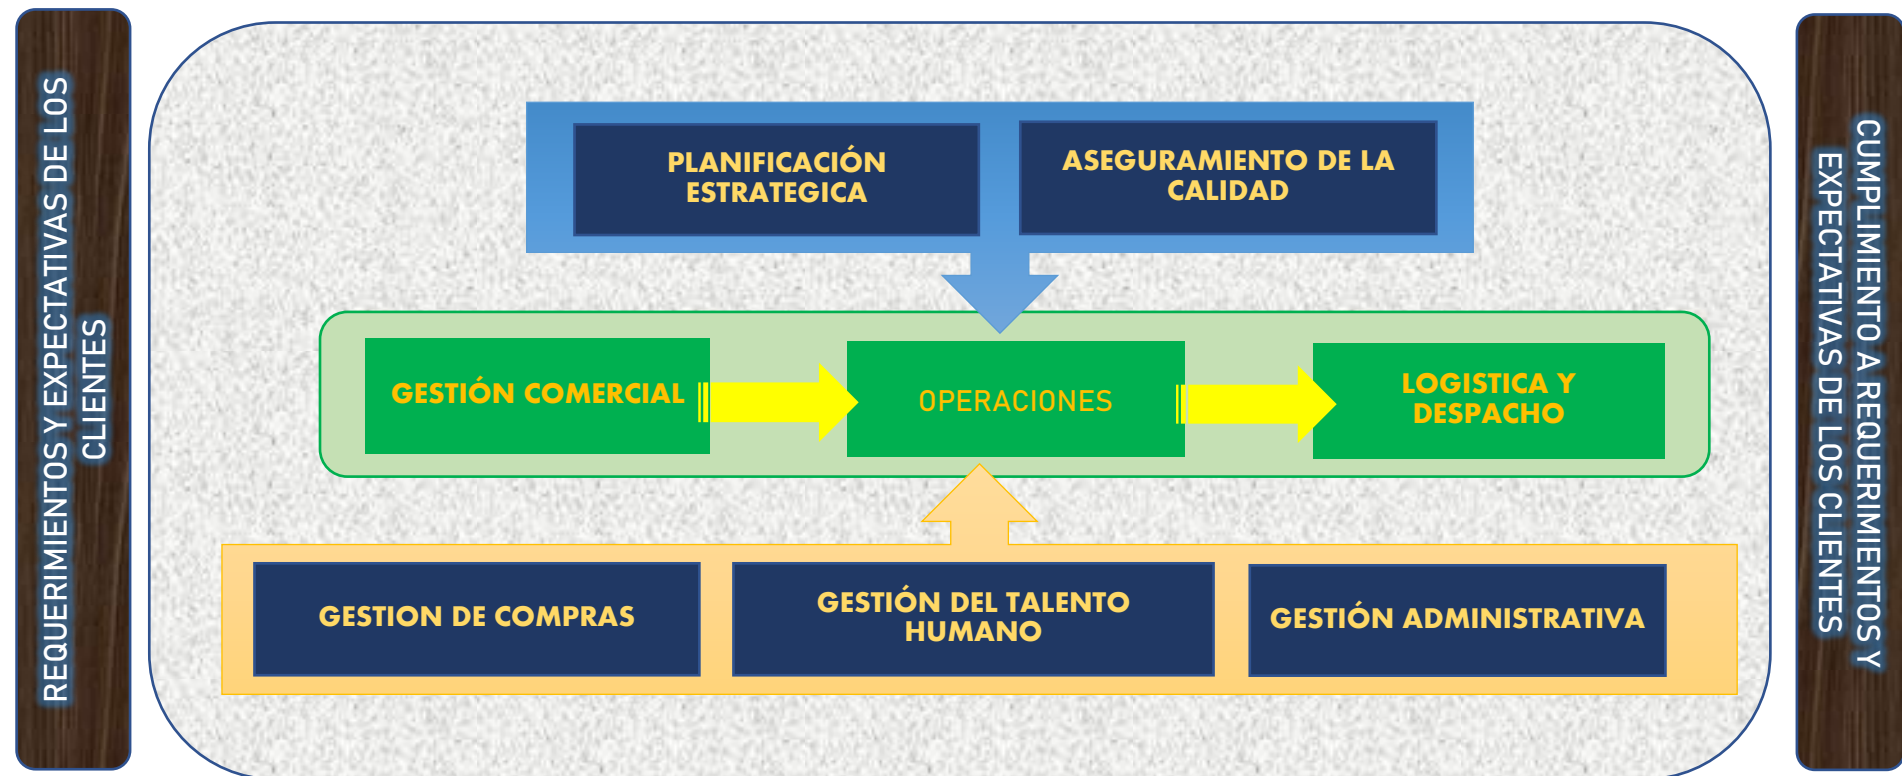 REQUERIMIENTOS Y EXPECTATIVAS DE LOS
CLIENTES
PLANIFICACIÓN
ESTRATEGICA
ASEGURAMIENTO DE LA
CALIDAD
GESTIÓN COMERCIAL
OPERACIONES
LOGISTICA Y
DESPACHO
GESTION DE COMPRAS
GESTIÓN DEL TALENTO
HUMANO
GESTIÓN ADMINISTRATIVA
CUMPLIMIENTO A REQUERIMIENTOS Y
EXPECTATIVAS DE LOS CLIENTES